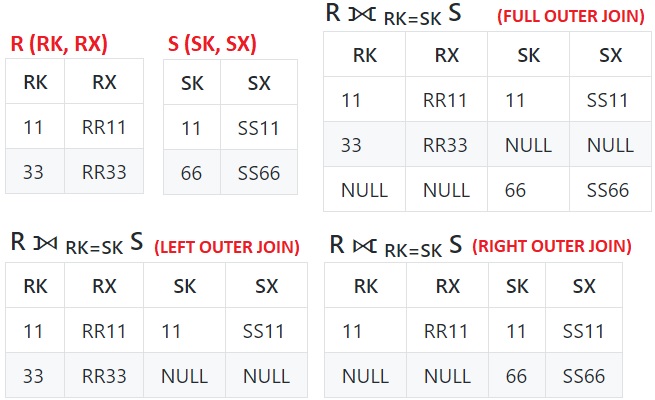 R (RK, RX)
RK RX
11 RR11
33 RR33
S (SK, SX)
SK SX
11 SS11
66 SS66
R ⟗ RK=SK S (FULL OUTER JOIN)
RK RX SK SX
11 RR11 11 SS11
33 RR33 NULL NULL
NULL NULL 66 SS66
R ⟕ RK=SK S (LEFT OUTER JOIN)
RK RX SK SX
11 RR11 11 SS11
33 RR33 NULL NULL
R ⟖ RK=SK S (RIGHT OUTER JOIN)
RK RX SK SX
11 RR11 11 SS11
NULL NULL 66 SS66